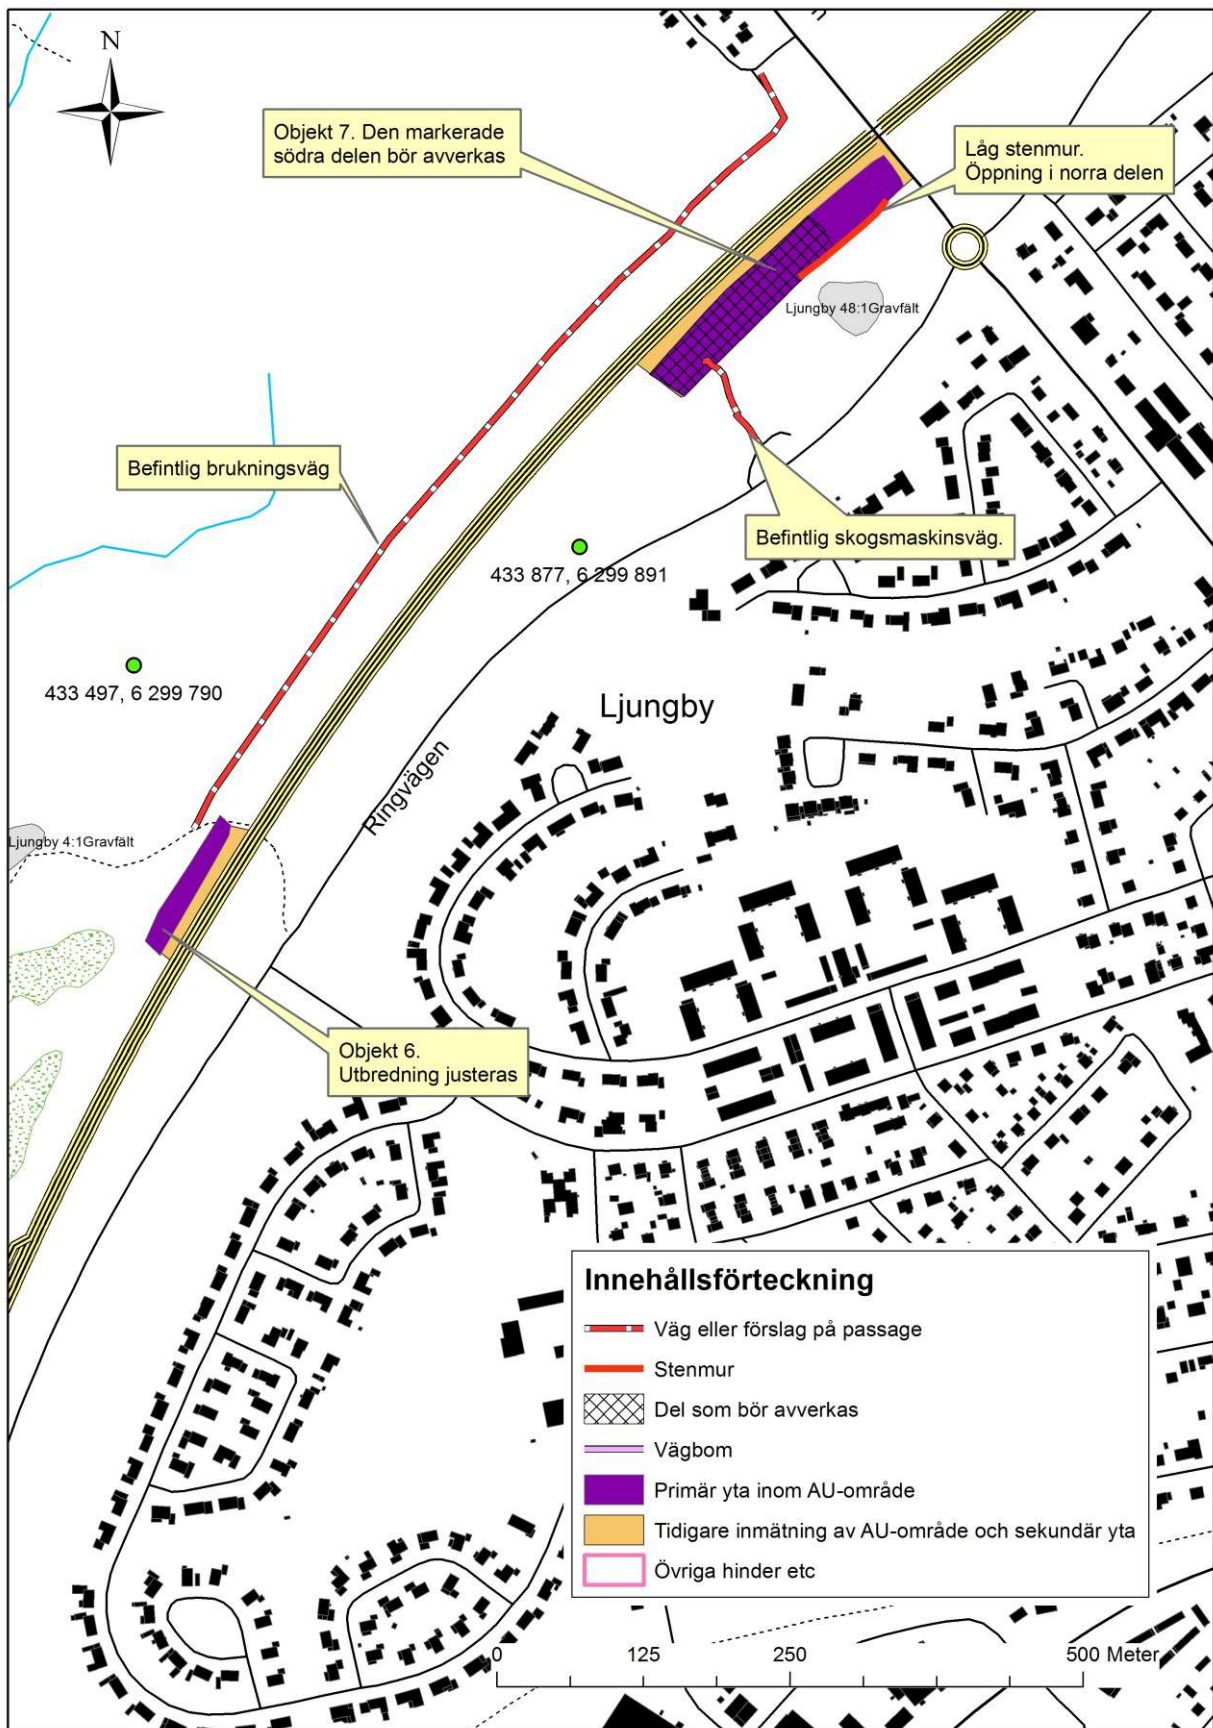 N
Objekt 7. Den markerade
södra delen bör avverkas
Låg stenmur.
Öppning i norra delen
Ljungby 48:1Gravfält
Befintlig brukningsväg
Befintlig skogsmaskinsväg.
433 877, 6 299 891
433 497, 6 299 790
Ljungby
Ringvägen
Ljungby 4:1Gravfält
Objekt 6.
Utbredning justeras
Innehållsförteckning
Väg eller förslag på passage
Stenmur
Del som bör avverkas
Vägbom
Primär yta inom AU-område
Tidigare inmätning av AU-område och sekundär yta
Övriga hinder etc
0 125 250 500 Meter